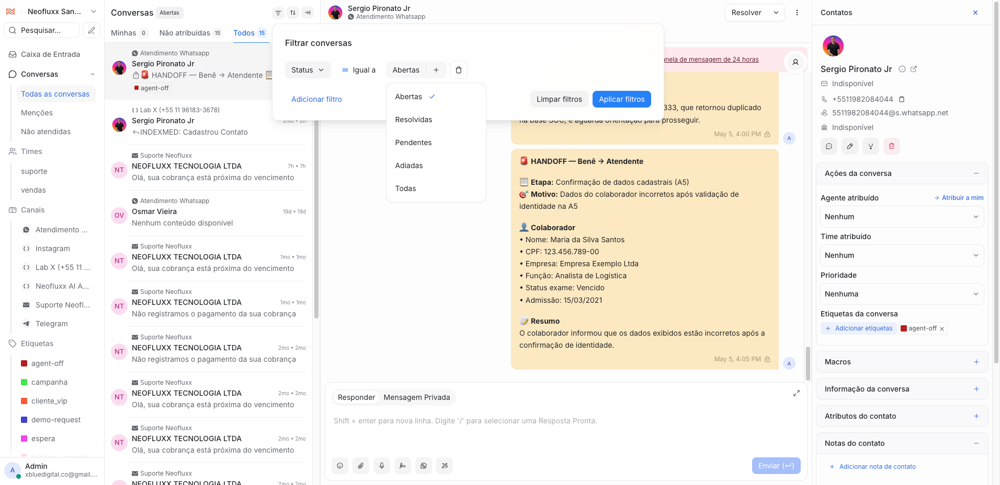 Neofluxx San...
Pesquisar...
Caixa de Entrada
Conversas
Todas as conversas
Menções
Não atendidas
Times
suporte
vendas
Canais
Atendimento ...
Instagram
Lab X (+55 11 ...
Neofluxx AI A...
Suporte Neofl...
Telegram
Etiquetas
agent-off
campanha
cliente_vip
demo-request
espera
A
Admin
xbluedigital.co@gmail....
Conversas Abertas
Minhas 0 Não atribuídas 15 Todos 15
Atendimento Whatsapp
Sergio Pironato Jr
🚨 HANDOFF — Benê → Atendente
agent-off
Lab X (+55 11 96183-3678)
Sergio Pironato Jr
2mo • 2h
INDEXMED: Cadastrou Contato
Suporte Neofluxx
NT NEOFLUXX TECNOLOGIA LTDA 7h • 7h
Olá, sua cobrança está próxima do vencimento
Atendimento Whatsapp
OV Osmar Vieira 19d • 19d
Nenhum conteúdo disponível
Suporte Neofluxx
NT NEOFLUXX TECNOLOGIA LTDA 1mo • 1mo
Olá, sua cobrança está próxima do vencimento
Suporte Neofluxx
NT NEOFLUXX TECNOLOGIA LTDA 1mo • 1mo
Não registramos o pagamento da sua cobrança
Suporte Neofluxx
NT NEOFLUXX TECNOLOGIA LTDA 2mo • 2mo
Não registramos o pagamento da sua cobrança
Suporte Neofluxx
NT NEOFLUXX TECNOLOGIA LTDA 2mo • 2mo
Olá, sua cobrança está próxima do vencimento
Suporte Neofluxx
NT NEOFLUXX TECNOLOGIA LTDA 2mo • 2mo
Olá, sua cobrança está próxima do vencimento
Suporte Neofluxx
NT NEOFLUXX TECNOLOGIA LTDA 2mo • 2mo
Sergio Pironato Jr
Atendimento Whatsapp
Resolver
Filtrar conversas
Status = Igual a Abertas +
Adicionar filtro
Limpar filtros
Aplicar filtros
Abertas
Resolvidas
Pendentes
Adiadas
Todas
anela de mensagem de 24 horas
333, que retornou duplicado
na base SOC, e aguarda orientação para prosseguir.
May 5, 4:00 PM
A
🚨 HANDOFF — Benê → Atendente
📋 Etapa: Confirmação de dados cadastrais (A5)
🎯 Motivo: Dados do colaborador incorretos após validação de
identidade na A5
👤 Colaborador
• Nome: Maria da Silva Santos
• CPF: 123.456.789-00
• Empresa: Empresa Exemplo Ltda
• Função: Analista de Logística
• Status exame: Vencido
• Admissão: 15/03/2021
📝 Resumo
O colaborador informou que os dados exibidos estão incorretos após a
confirmação de identidade.
May 5, 4:05 PM
A
Responder Mensagem Privada
Shift + enter para nova linha. Digite '/' para selecionar uma Resposta Pronta.
Enviar (↵)
Contatos
Sergio Pironato Jr
Indisponível
+5511982084044
5511982084044@s.whatsapp.net
Indisponível
Ações da conversa
Agente atribuído → Atribuir a mim
Nenhum
Time atribuído
Nenhum
Prioridade
Nenhuma
Etiquetas da conversa
+ Adicionar etiquetas agent-off
Macros +
Informação da conversa +
Atributos do contato +
Notas do contato −
+ Adicionar nota de contato